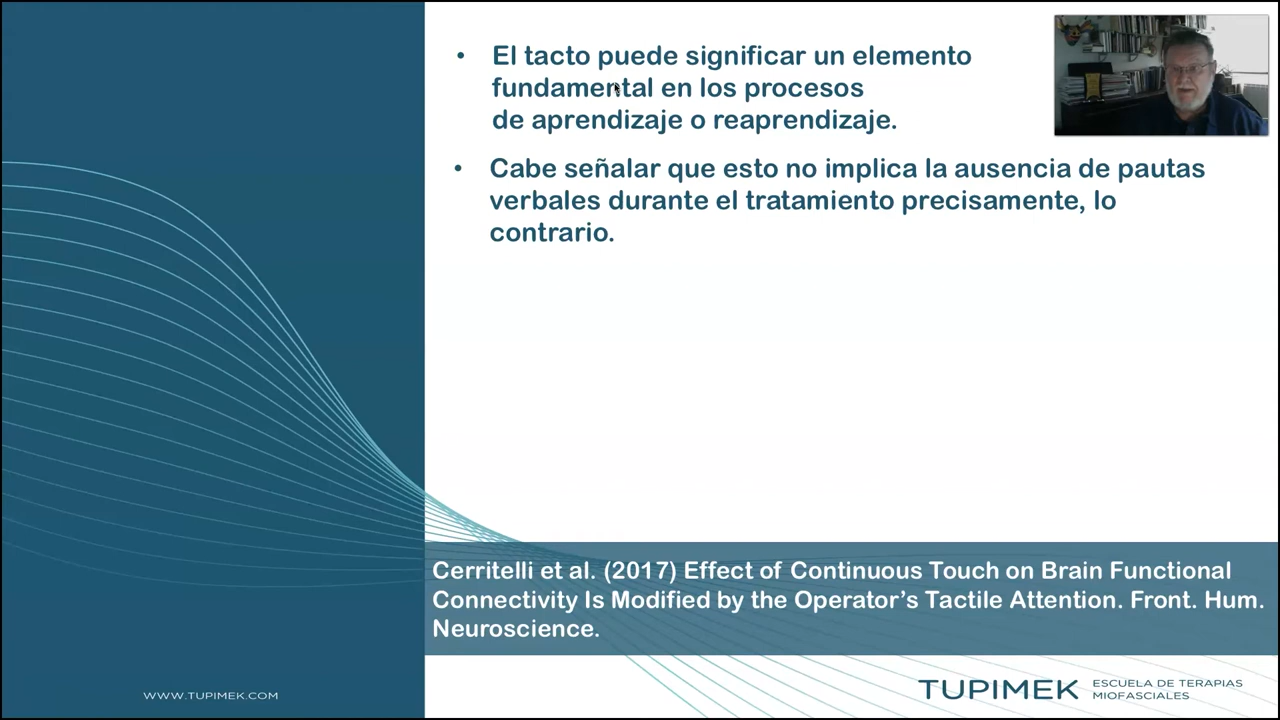 • El tacto puede significar un elemento
fundamental en los procesos
de aprendizaje o reaprendizaje.
• Cabe señalar que esto no implica la ausencia de pautas
verbales durante el tratamiento precisamente, lo
contrario.
Cerritelli et al. (2017) Effect of Continuous Touch on Brain Functional
Connectivity Is Modified by the Operator’s Tactile Attention. Front. Hum.
Neuroscience.
WWW.TUPIMEK.COM
TUPIMEK
ESCUELA DE TERAPIAS
MIOFASCIALES